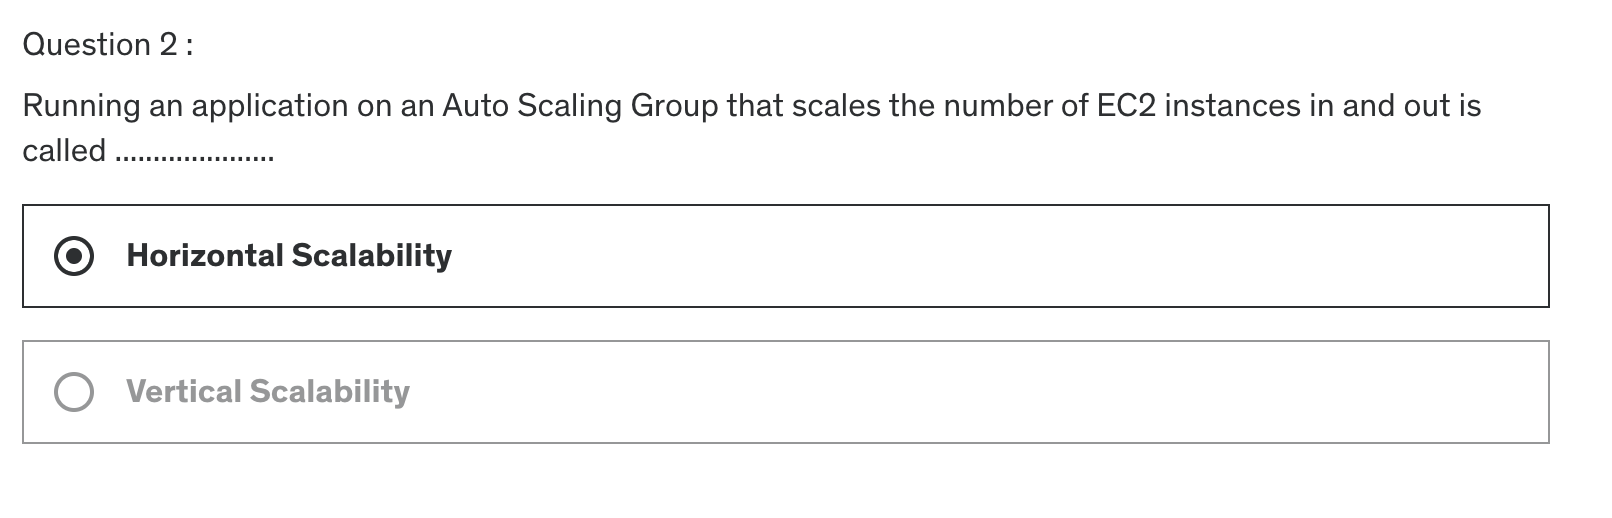 Question 2 :
Running an application on an Auto Scaling Group that scales the number of EC2 instances in and out is
called .....................
Horizontal Scalability
Vertical Scalability